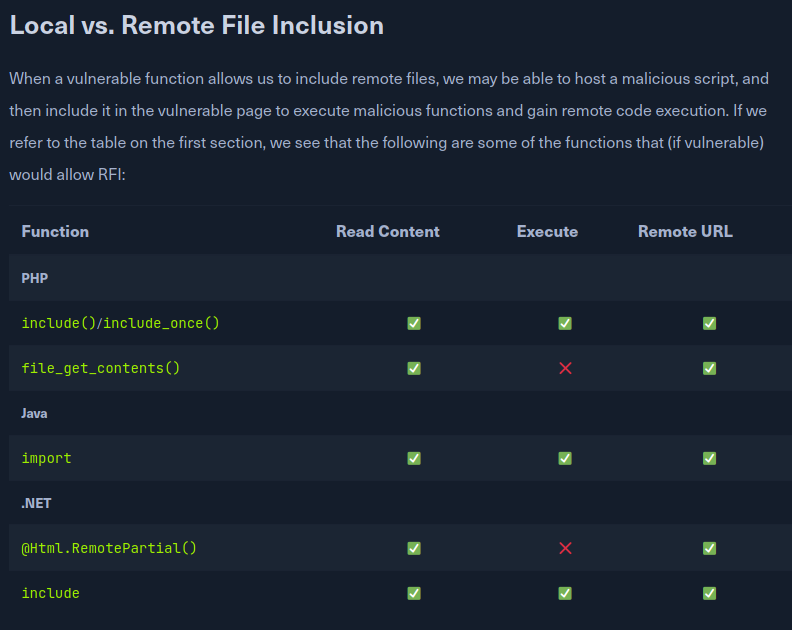 Local vs. Remote File Inclusion
When a vulnerable function allows us to include remote files, we may be able to host a malicious script, and
then include it in the vulnerable page to execute malicious functions and gain remote code execution. If we
refer to the table on the first section, we see that the following are some of the functions that (if vulnerable)
would allow RFI:
Function Read Content Execute Remote URL
PHP
include()/include_once() ✅ ✅ ✅
file_get_contents() ✅ ❌ ✅
Java
import ✅ ✅ ✅
.NET
@Html.RemotePartial() ✅ ❌ ✅
include ✅ ✅ ✅